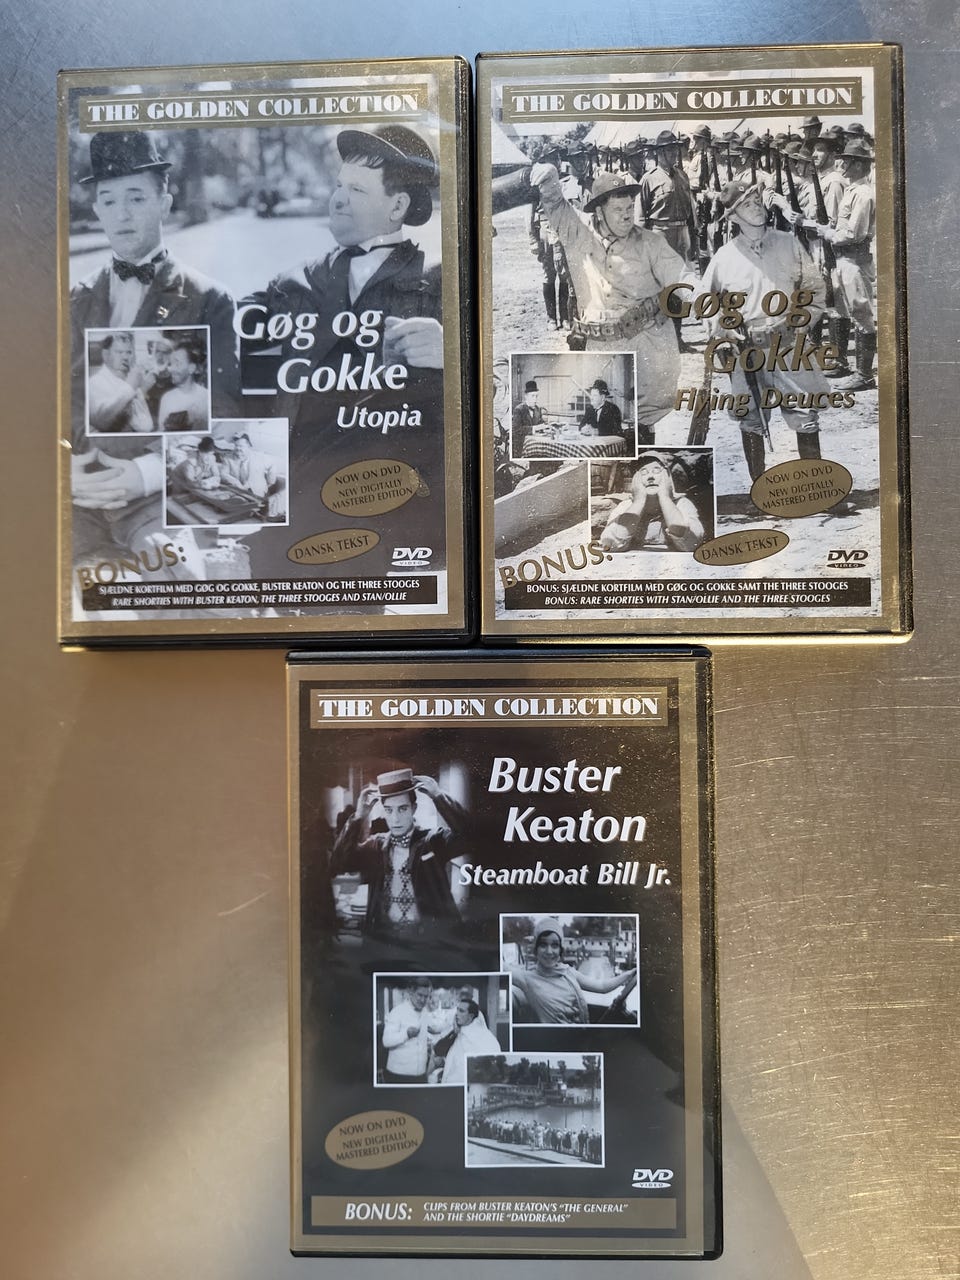 THE GOLDEN COLLECTION
Gøg og
Gokke
Utopia
NOW ON DVD
NEW DIGITALLY
MASTERED EDITION
DANSK TEKST
DVD
VIDEO
BONUS:
SJÆLDNE KORTFILM MED GØG OG GOKKE, BUSTER KEATON OG THE THREE STOOGES
RARE SHORTIES WITH BUSTER KEATON, THE THREE STOOGES AND STAN/OLLIE
THE GOLDEN COLLECTION
Gøg og
Gokke
Flying Deuces
NOW ON DVD
NEW DIGITALLY
MASTERED EDITION
DANSK TEKST
DVD
VIDEO
BONUS:
BONUS: SJÆLDNE KORTFILM MED GØG OG GOKKE SAMT THE THREE STOOGES
BONUS: RARE SHORTIES WITH STAN/OLLIE AND THE THREE STOOGES
THE GOLDEN COLLECTION
Buster
Keaton
Steamboat Bill Jr.
NOW ON DVD
NEW DIGITALLY
MASTERED EDITION
DVD
VIDEO
BONUS: CLIPS FROM BUSTER KEATON'S "THE GENERAL"
AND THE SHORTIE "DAYDREAMS"